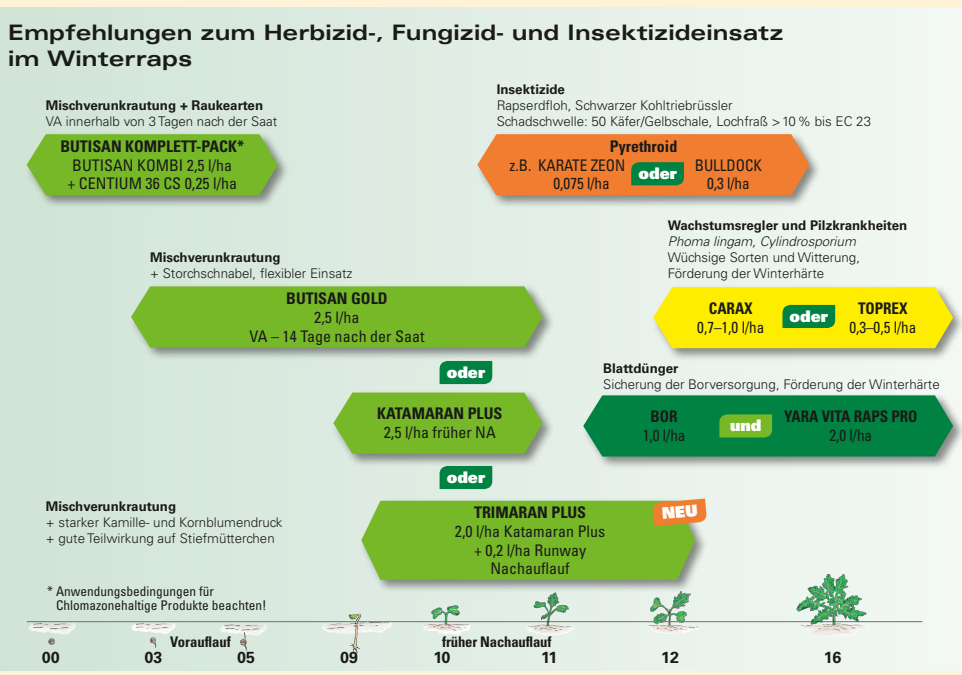 Empfehlungen zum Herbizid-, Fungizid- und Insektizideinsatz
im Winterraps
Mischverunkrautung + Raukearten
VA innerhalb von 3 Tagen nach der Saat
BUTISAN KOMPLETT-PACK*
BUTISAN KOMBI 2,5 l/ha
+ CENTIUM 36 CS 0,25 l/ha
Insektizide
Rapserdfloh, Schwarzer Kohltriebrüssler
Schadschwelle: 50 Käfer/Gelbschale, Lochfraß > 10 % bis EC 23
Pyrethroid
z.B. KARATE ZEON oder BULLDOCK
0,075 l/ha 0,3 l/ha
Wachstumsregler und Pilzkrankheiten
Phoma lingam, Cylindrosporium
Wüchsige Sorten und Witterung,
Förderung der Winterhärte
CARAX oder TOPREX
0,7–1,0 l/ha 0,3–0,5 l/ha
Mischverunkrautung
+ Storchschnabel, flexibler Einsatz
BUTISAN GOLD
2,5 l/ha
VA – 14 Tage nach der Saat
oder
Blattdünger
Sicherung der Borversorgung, Förderung der Winterhärte
BOR und YARA VITA RAPS PRO
1,0 l/ha 2,0 l/ha
KATAMARAN PLUS
2,5 l/ha früher NA
oder
Mischverunkrautung
+ starker Kamille- und Kornblumendruck
+ gute Teilwirkung auf Stiefmütterchen
TRIMARAN PLUS
NEU
2,0 l/ha Katamaran Plus
+ 0,2 l/ha Runway
Nachauflauf
* Anwendungsbedingungen für
Chlomazonehaltige Produkte beachten!
Vorauflauf früher Nachauflauf
00 03 05 09 10 11 12 16